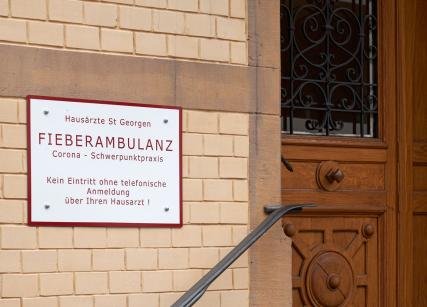 Hausärzte St Georgen
FIEBERAMBULANZ
Corona - Schwerpunktpraxis
Kein Eintritt ohne telefonische
Anmeldung
über Ihren Hausarzt !